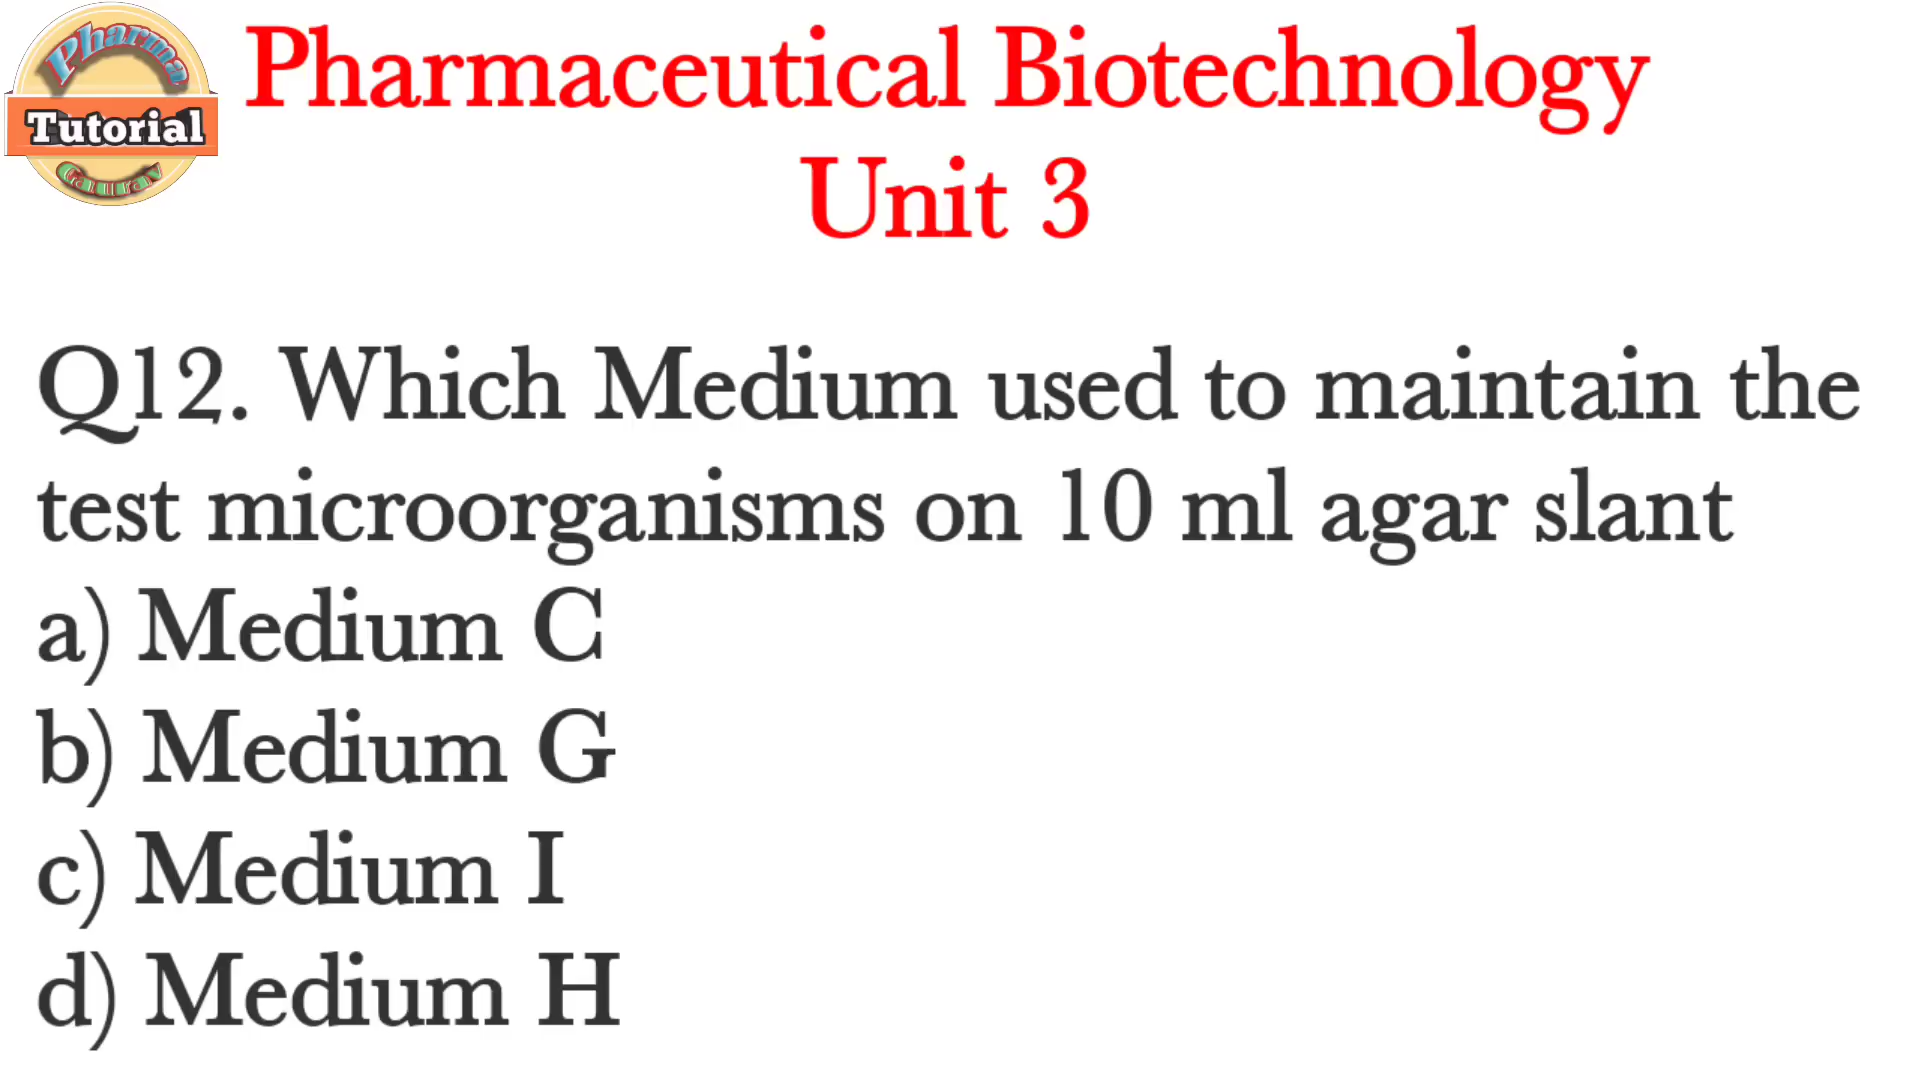 Pharma
Tutorial
Gaurav
Pharmaceutical Biotechnology
Unit 3
Q12. Which Medium used to maintain the
test microorganisms on 10 ml agar slant
a) Medium C
b) Medium G
c) Medium I
d) Medium H